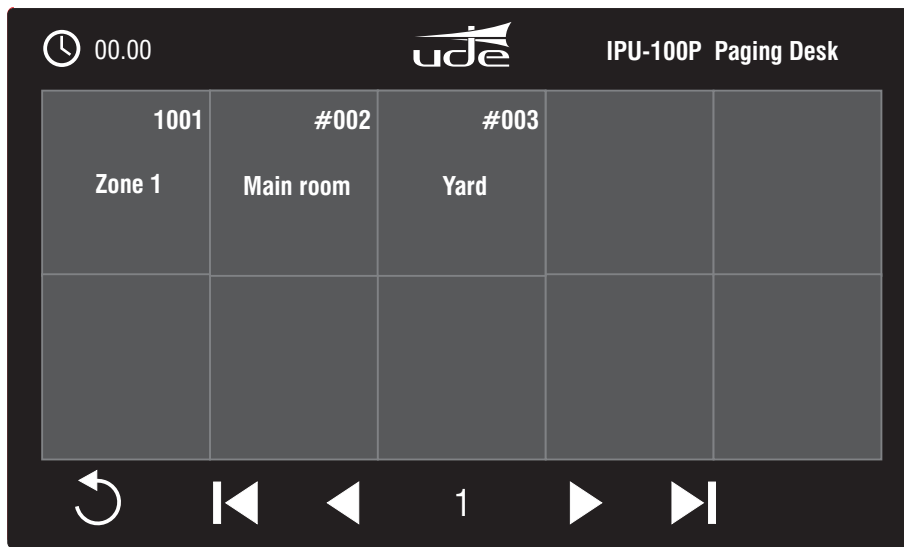 00.00
ude
IPU-100P Paging Desk
1001
#002
#003
Zone 1
Main room
Yard
1